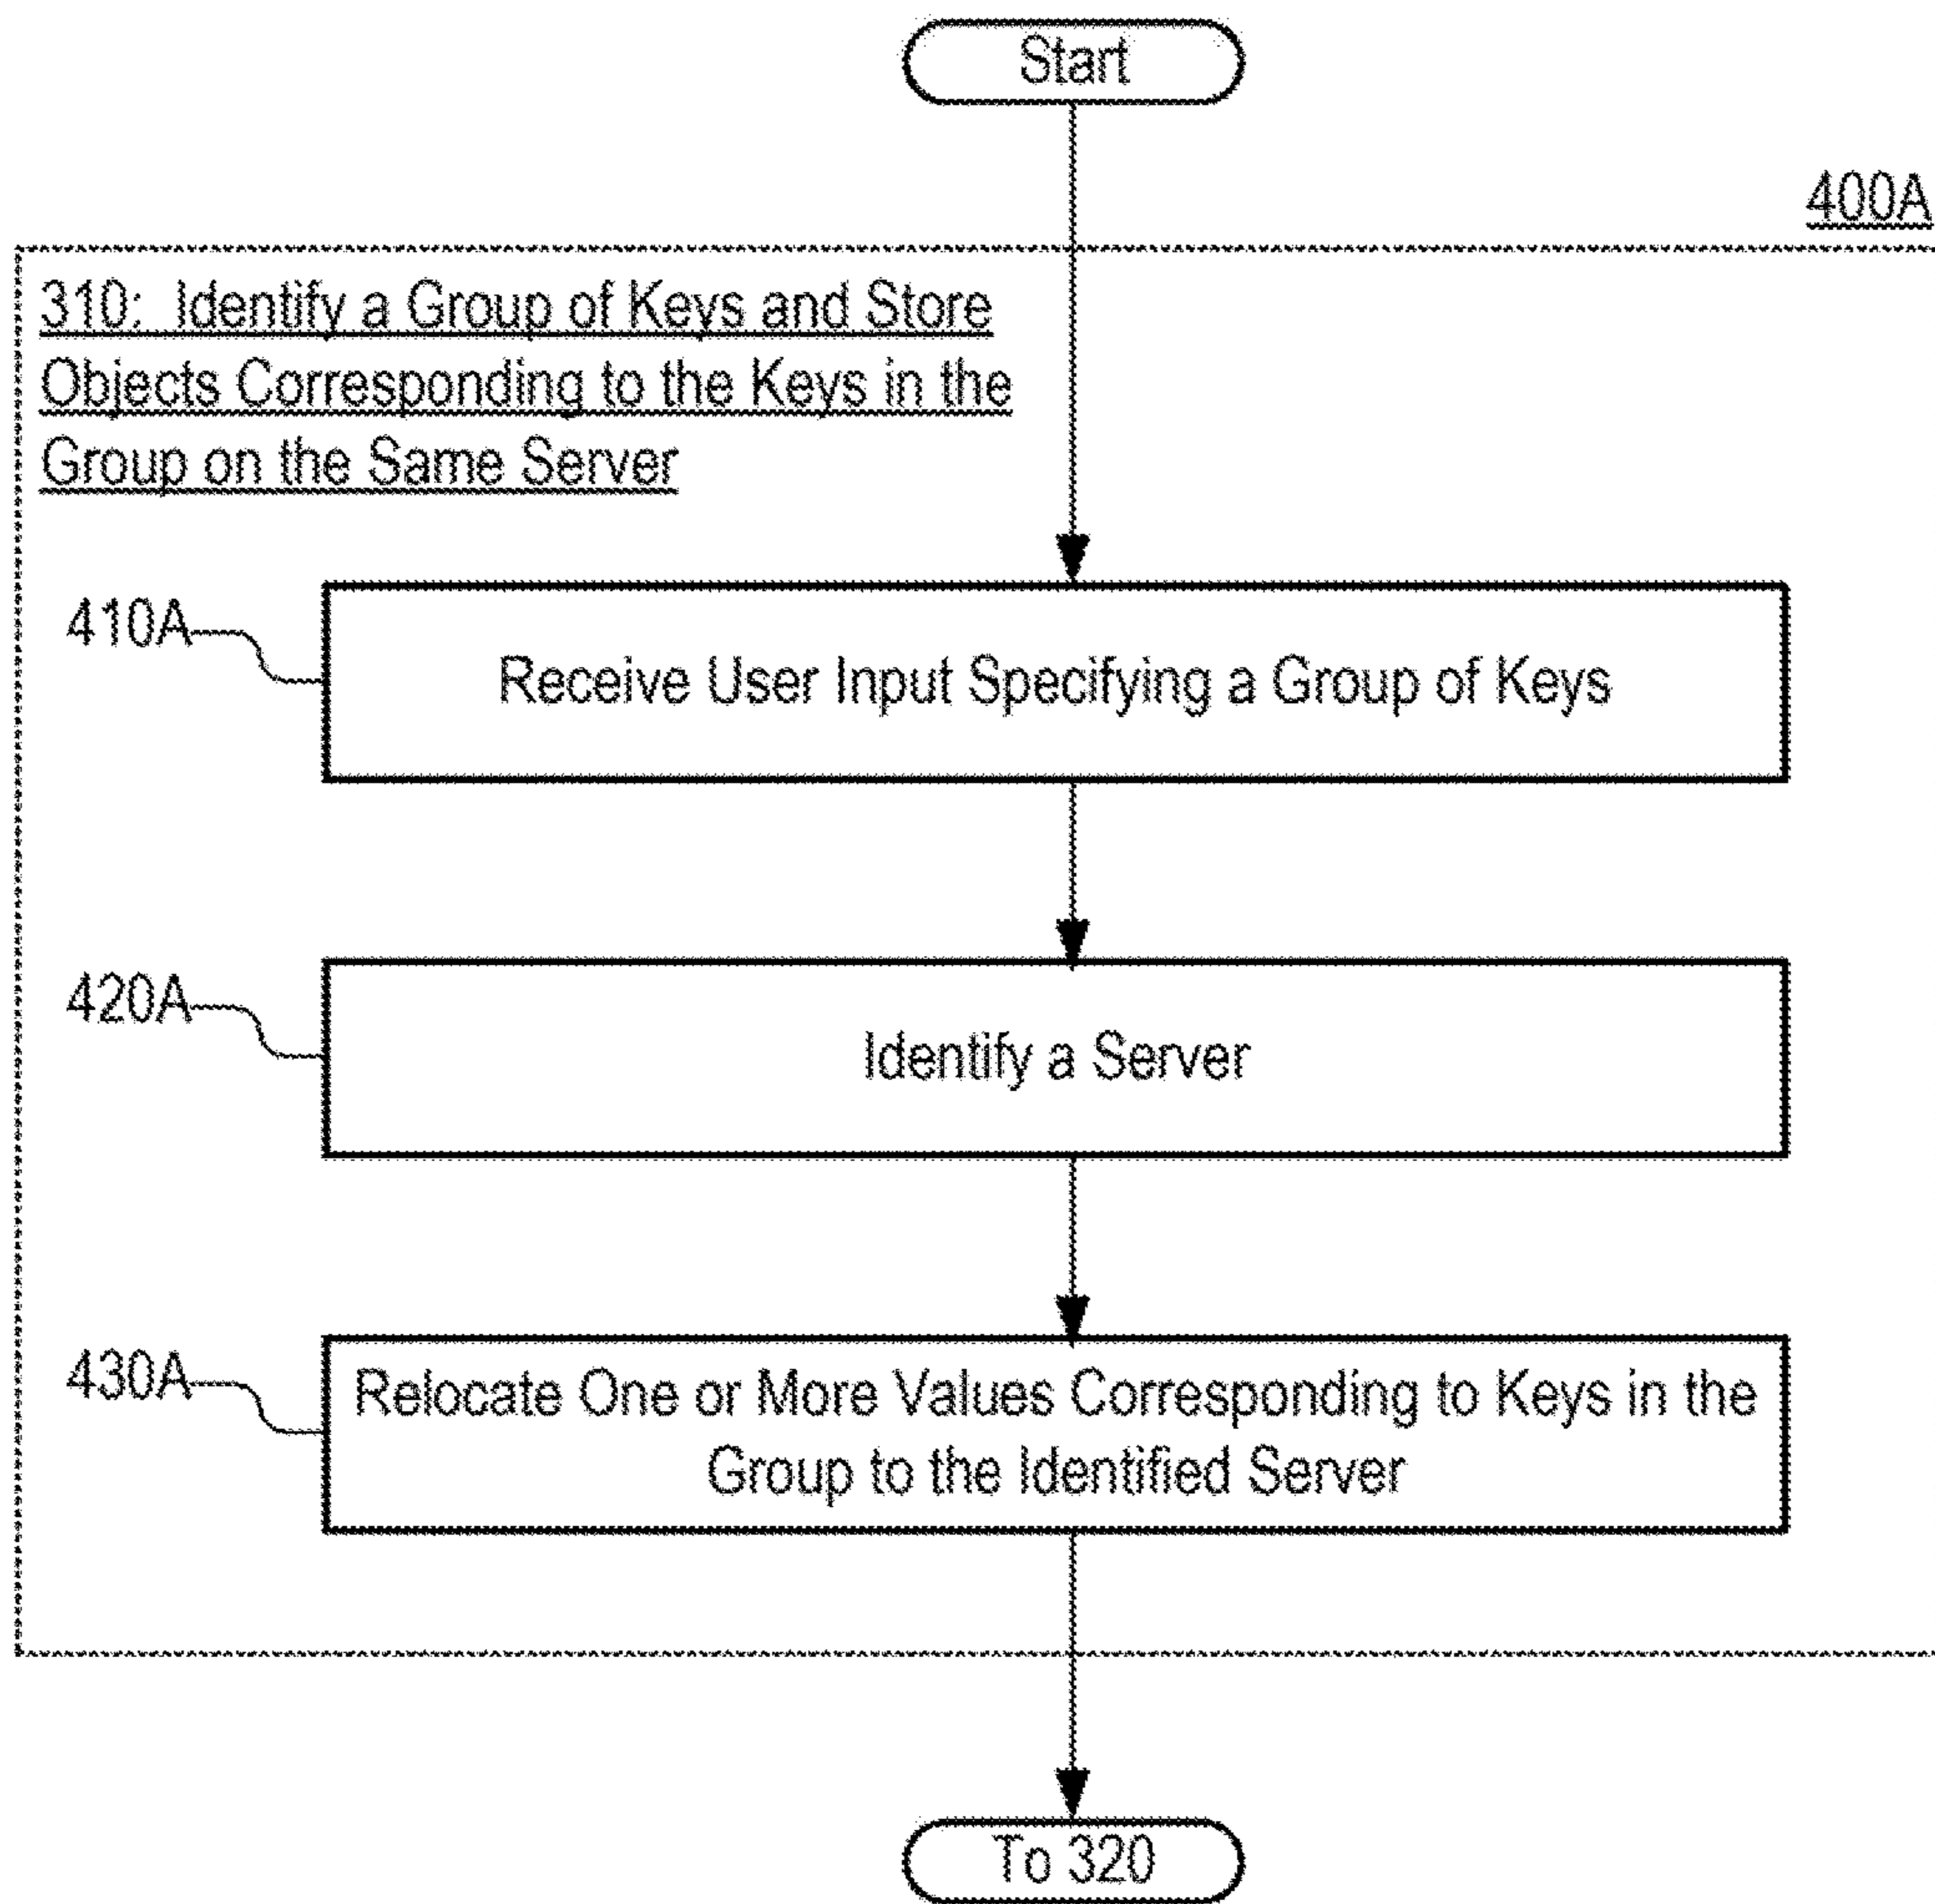 Start
400A
310: Identify a Group of Keys and Store
Objects Corresponding to the Keys in the
Group on the Same Server
410A
Receive User Input Specifying a Group of Keys
420A
Identify a Server
430A
Relocate One or More Values Corresponding to Keys in the
Group to the Identified Server
To 320